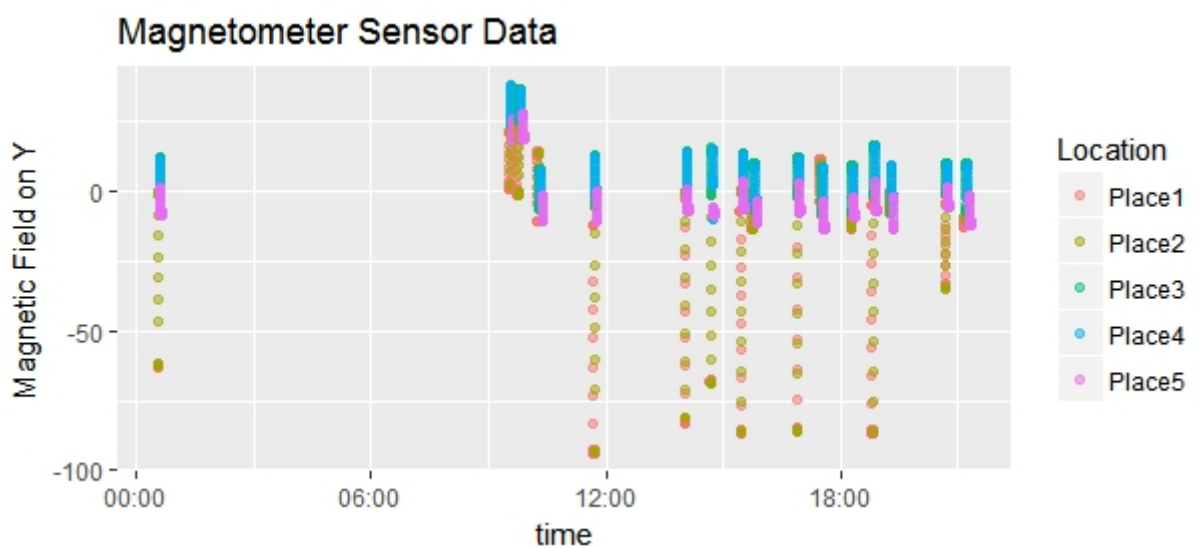 Magnetometer Sensor Data
Magnetic Field on Y
0
-50
-100
00:00 06:00 12:00 18:00
time
Location
Place1
Place2
Place3
Place4
Place5